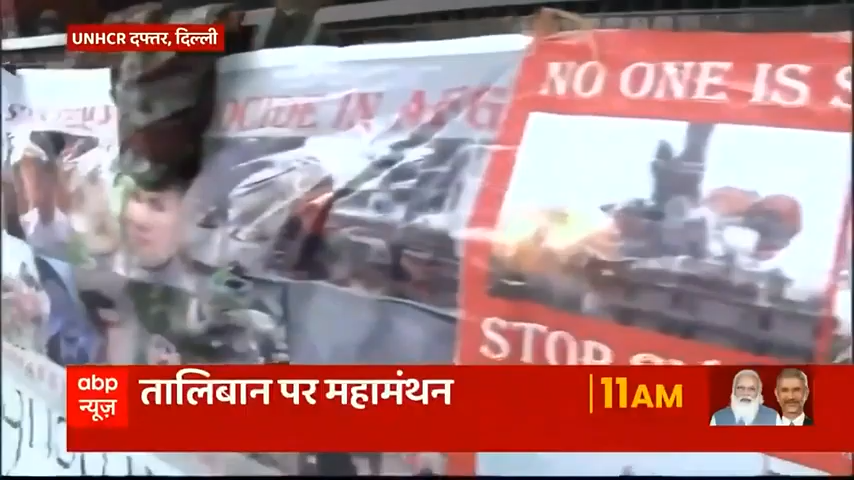 UNHCR दफ्तर, दिल्ली
OCIDE IN AFG
NO ONE IS S
STOP
abp
न्यूज़
तालिबान पर महामंथन
11AM